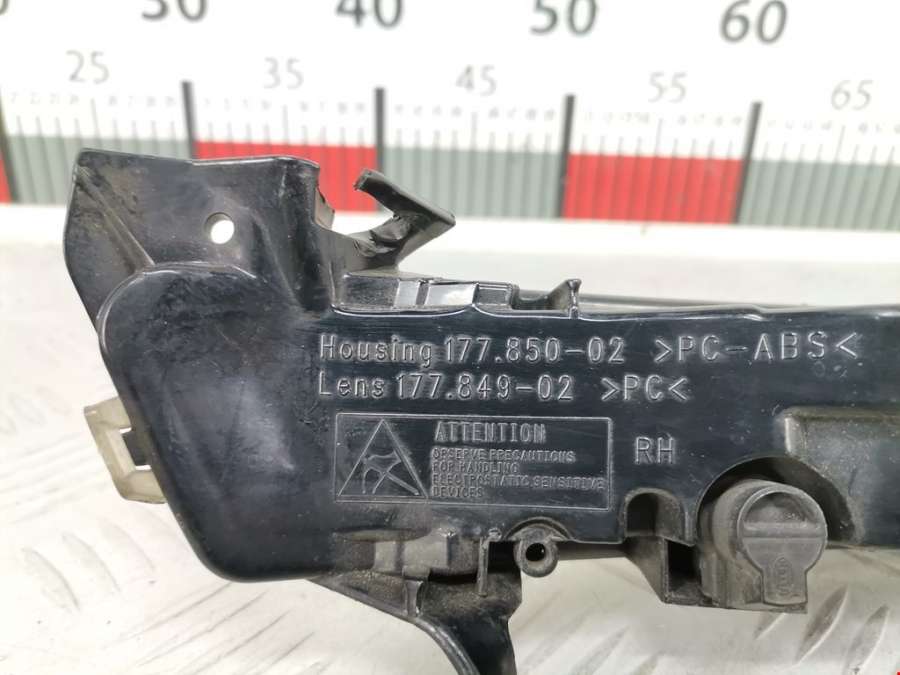 30 40 50 60
25 35 45 55 65
Housing 177.850-02 >PC-ABS<
Lens 177.849-02 >PC<
ATTENTION
OBSERVE PRECAUTIONS
FOR HANDLING
ELECTROSTATIC SENSITIVE
DEVICES
RH